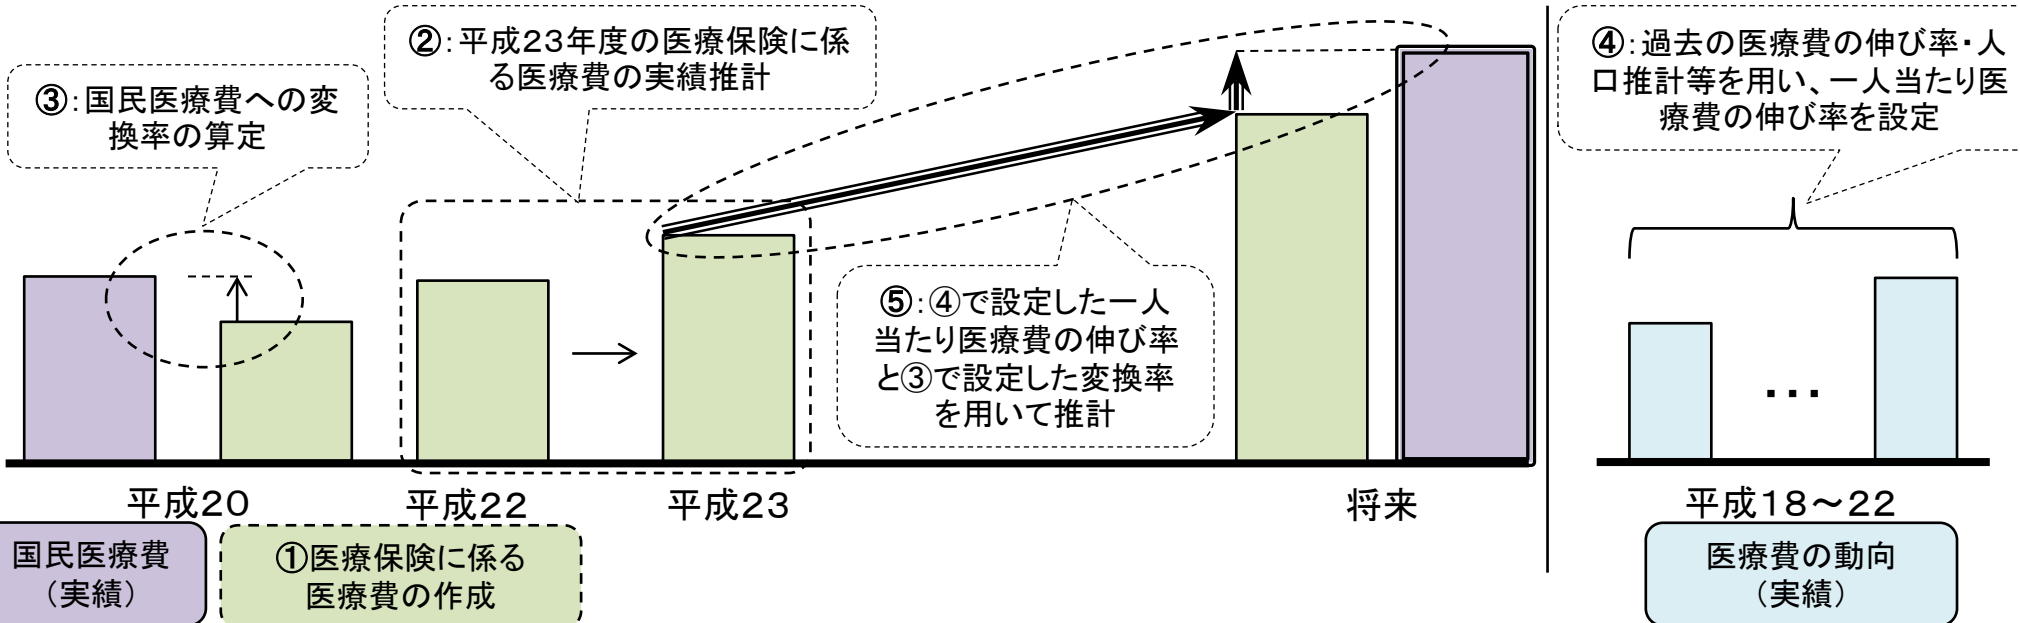 ②:平成23年度の医療保険に係
る医療費の実績推計
③:国民医療費への変
換率の算定
④:過去の医療費の伸び率・人
口推計等を用い、一人当たり医
療費の伸び率を設定
⑤:④で設定した一人
当たり医療費の伸び率
と③で設定した変換率
を用いて推計
...
平成20
平成22
平成23
将来
平成18～22
国民医療費
（実績）
①医療保険に係る
医療費の作成
医療費の動向
（実績）